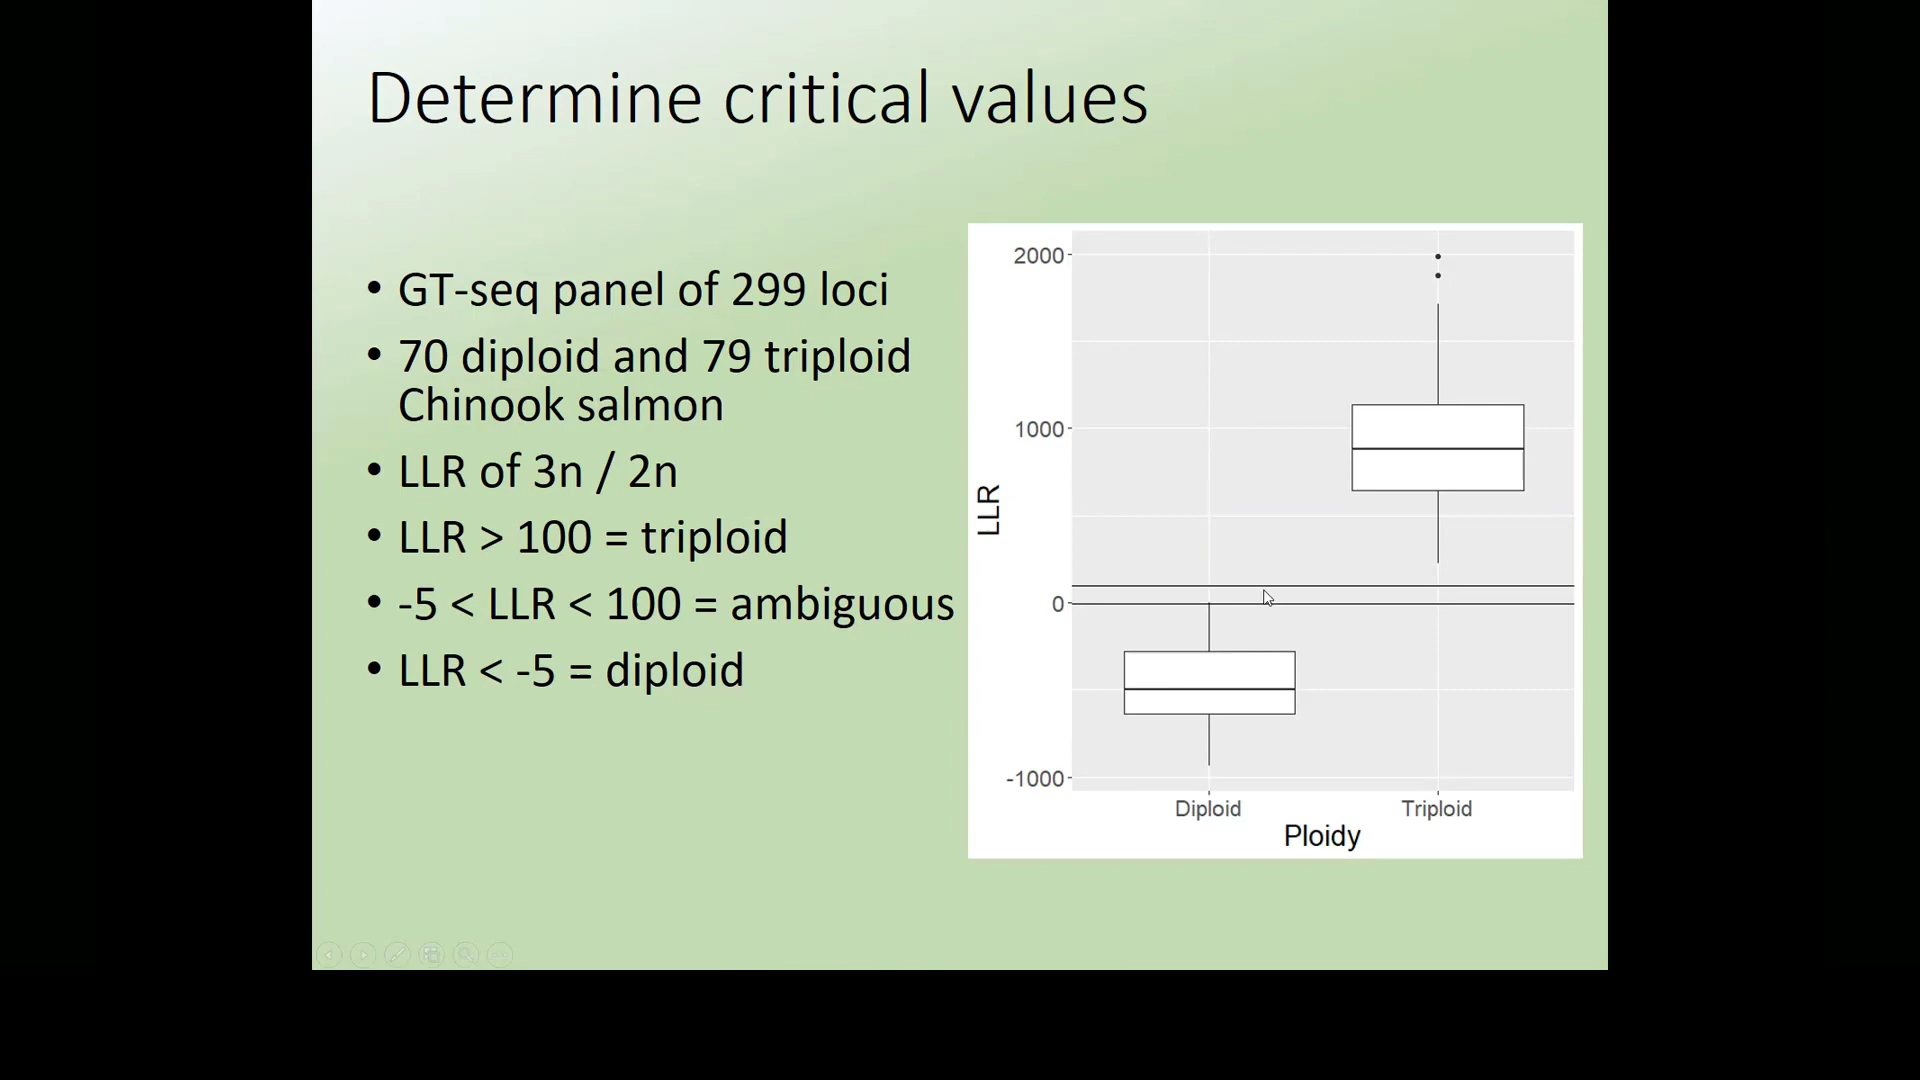 Determine critical values
• GT-seq panel of 299 loci
• 70 diploid and 79 triploid
Chinook salmon
• LLR of 3n / 2n
• LLR > 100 = triploid
• -5 < LLR < 100 = ambiguous
• LLR < -5 = diploid
2000
1000
0
-1000
LLR
Diploid
Triploid
Ploidy